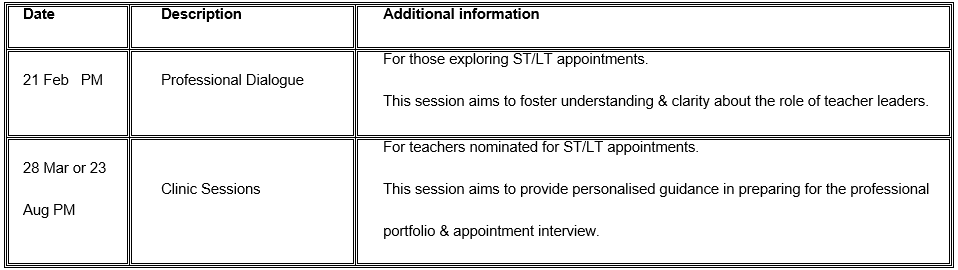 Date Description Additional information
21 Feb PM Professional Dialogue
For those exploring ST/LT appointments.
This session aims to foster understanding & clarity about the role of teacher leaders.
28 Mar or 23
Aug PM
Clinic Sessions
For teachers nominated for ST/LT appointments.
This session aims to provide personalised guidance in preparing for the professional
portfolio & appointment interview.